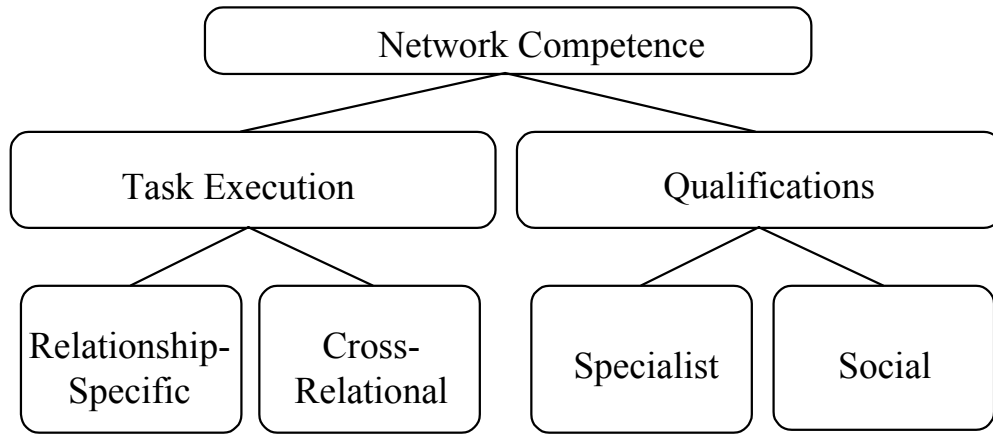 Network Competence
Task Execution
Qualifications
Relationship-
Specific
Cross-
Relational
Specialist
Social